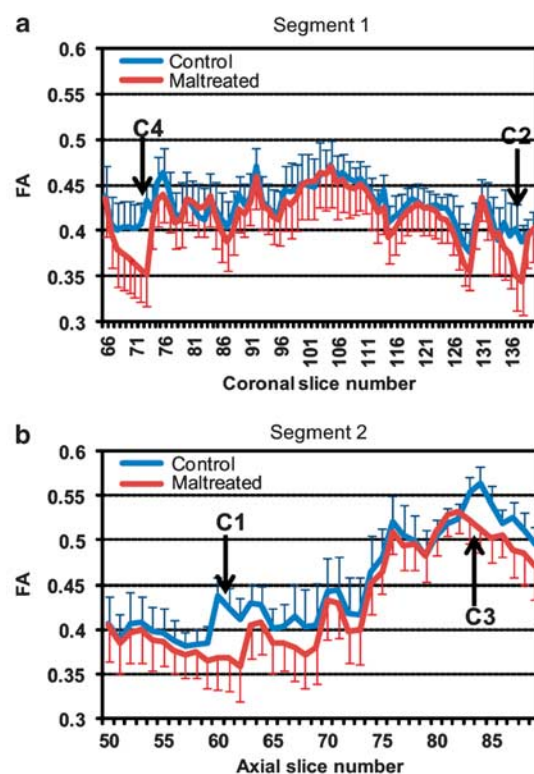 a
Segment 1
0.6
0.55
0.5
0.45
0.4
0.35
0.3
FA
Control
Maltreated
C4
C2
66 71 76 81 86 91 96 101 106 111 116 121 126 131 136
Coronal slice number
b
Segment 2
0.6
0.55
0.5
0.45
0.4
0.35
0.3
FA
Control
Maltreated
C1
C3
50 55 60 65 70 75 80 85
Axial slice number